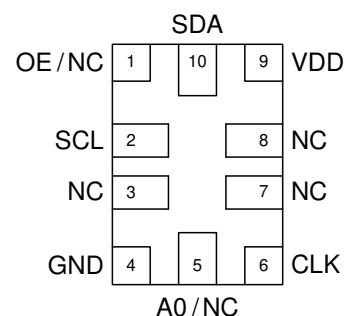 SDA
OE/NC 1 10 9 VDD
SCL 2 8 NC
NC 3 7 NC
GND 4 5 6 CLK
A0/NC